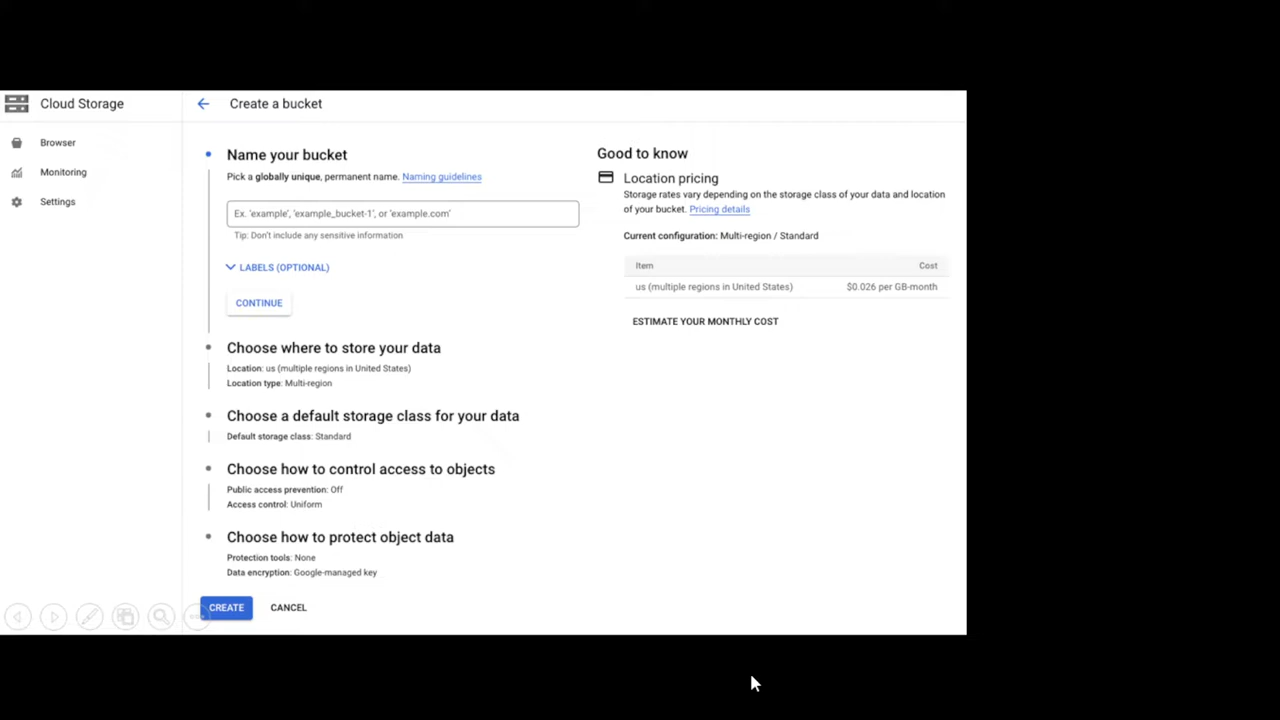 Cloud Storage
Create a bucket
Browser
Monitoring
Settings
Name your bucket
Pick a globally unique, permanent name. Naming guidelines
Ex. 'example', 'example_bucket-1', or 'example.com'
Tip: Don't include any sensitive information
LABELS (OPTIONAL)
CONTINUE
Choose where to store your data
Location: us (multiple regions in United States)
Location type: Multi-region
Choose a default storage class for your data
Default storage class: Standard
Choose how to control access to objects
Public access prevention: Off
Access control: Uniform
Choose how to protect object data
Protection tools: None
Data encryption: Google-managed key
CREATE CANCEL
Good to know
Location pricing
Storage rates vary depending on the storage class of your data and location
of your bucket. Pricing details
Current configuration: Multi-region / Standard
Item Cost
us (multiple regions in United States) $0.026 per GB-month
ESTIMATE YOUR MONTHLY COST